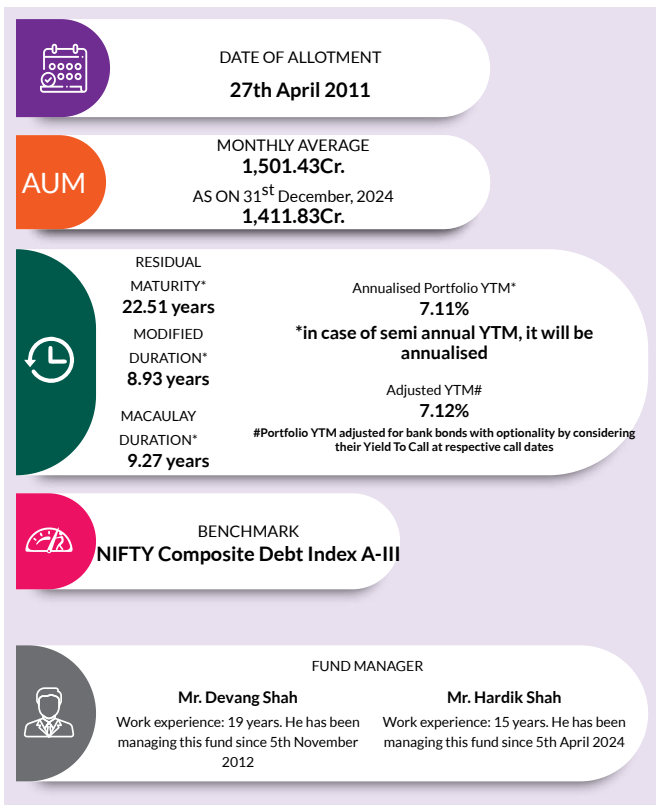 DATE OF ALLOTMENT
27th April 2011
AUM
MONTHLY AVERAGE
1,501.43Cr.
AS ON 31st December, 2024
1,411.83Cr.
RESIDUAL
MATURITY*
22.51 years
MODIFIED
DURATION*
8.93 years
MACAULAY
DURATION*
9.27 years
Annualised Portfolio YTM*
7.11%
*in case of semi annual YTM, it will be
annualised
Adjusted YTM#
7.12%
#Portfolio YTM adjusted for bank bonds with optionality by considering
their Yield To Call at respective call dates
BENCHMARK
NIFTY Composite Debt Index A-III
FUND MANAGER
Mr. Devang Shah
Work experience: 19 years. He has been
managing this fund since 5th November
2012
Mr. Hardik Shah
Work experience: 15 years. He has been
managing this fund since 5th April 2024